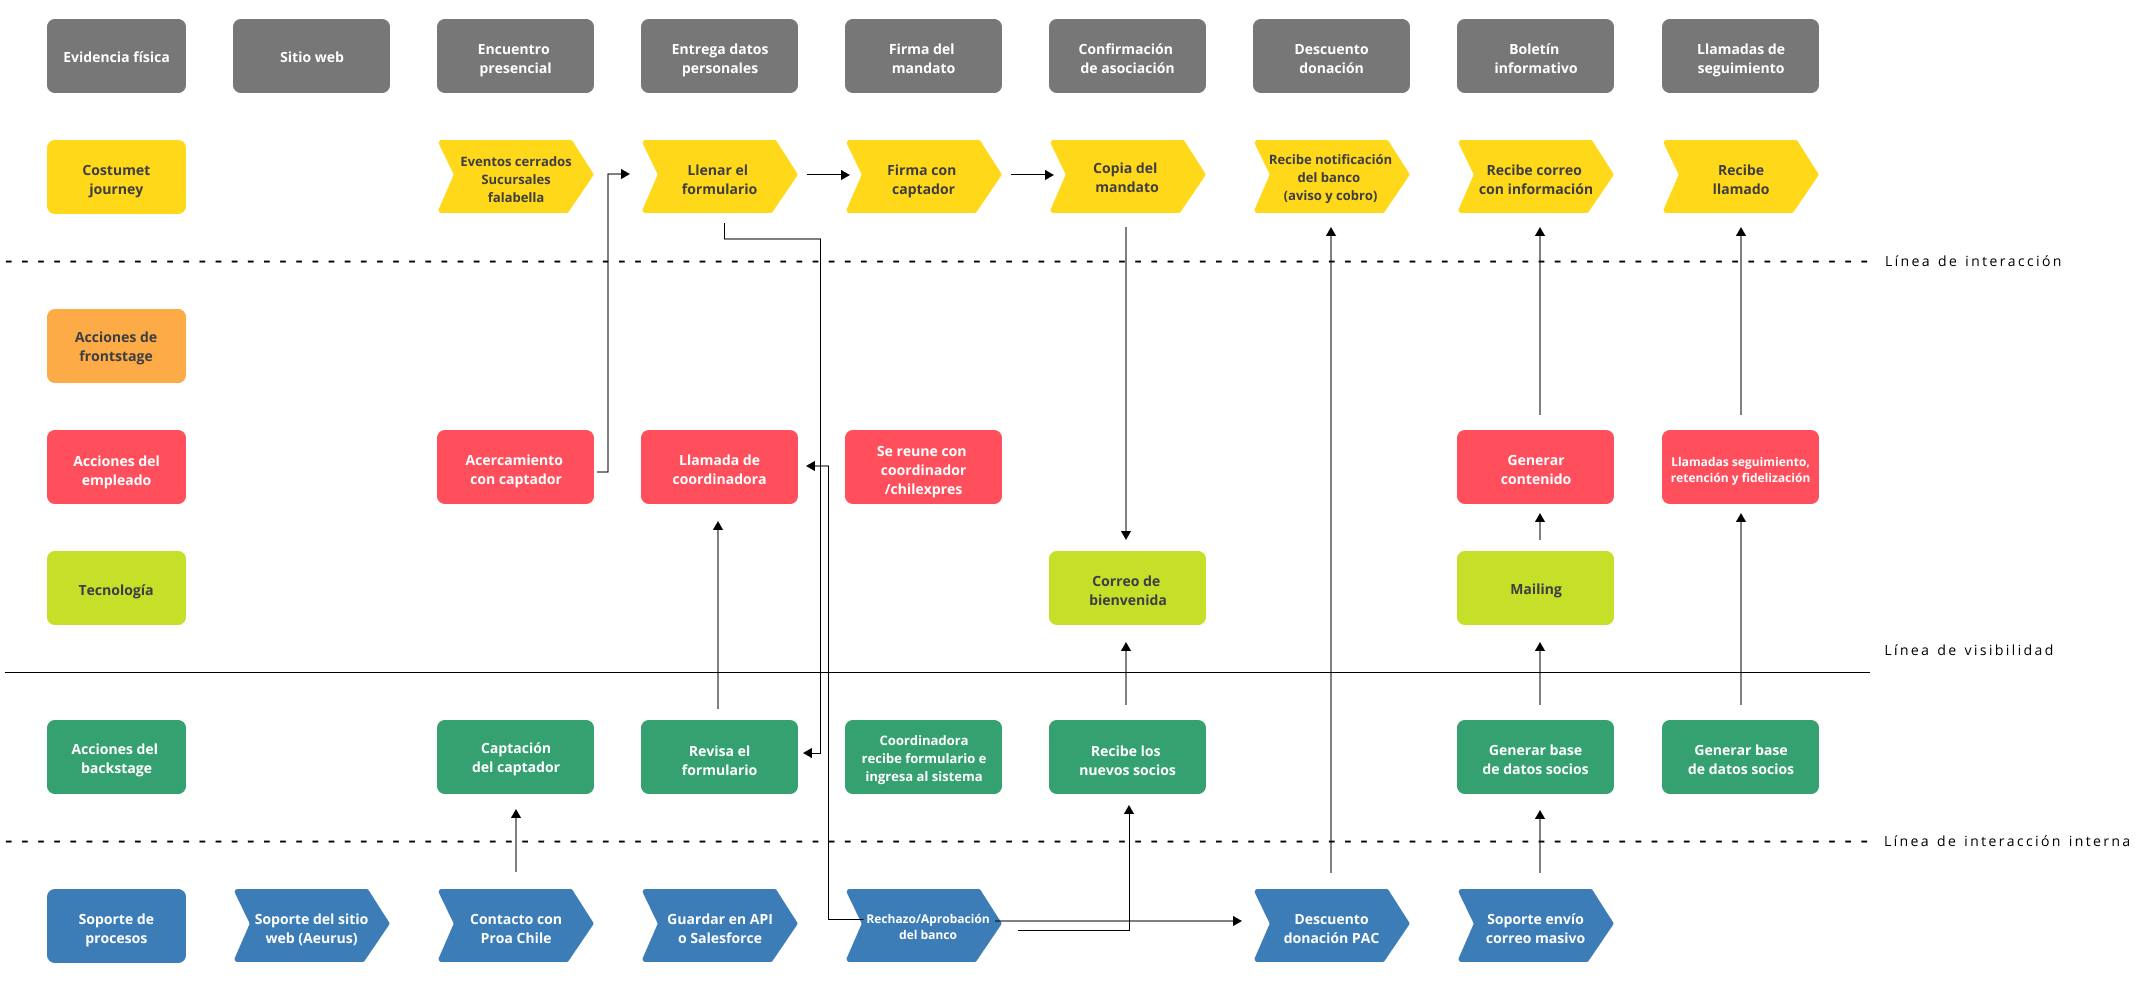 Evidencia física
Sitio web
Encuentro
presencial
Entrega datos
personales
Firma del
mandato
Confirmación
de asociación
Descuento
donación
Boletín
informativo
Llamadas de
seguimiento
Costumet
journey
Eventos cerrados
Sucursales
falabella
Llenar el
formulario
Firma con
captador
Copia del
mandato
Recibe notificación
del banco
(aviso y cobro)
Recibe correo
con información
Recibe
llamado
Línea de interacción
Acciones de
frontstage
Acciones del
empleado
Acercamiento
con captador
Llamada de
coordinadora
Se reune con
coordinador
/chilexpres
Generar
contenido
Llamadas seguimiento,
retención y fidelización
Tecnología
Correo de
bienvenida
Mailing
Línea de visibilidad
Acciones del
backstage
Captación
del captador
Revisa el
formulario
Coordinadora
recibe formulario e
ingresa al sistema
Recibe los
nuevos socios
Generar base
de datos socios
Generar base
de datos socios
Línea de interacción interna
Soporte de
procesos
Soporte del sitio
web (Aeurus)
Contacto con
Proa Chile
Guardar en API
o Salesforce
Rechazo/Aprobación
del banco
Descuento
donación PAC
Soporte envío
correo masivo